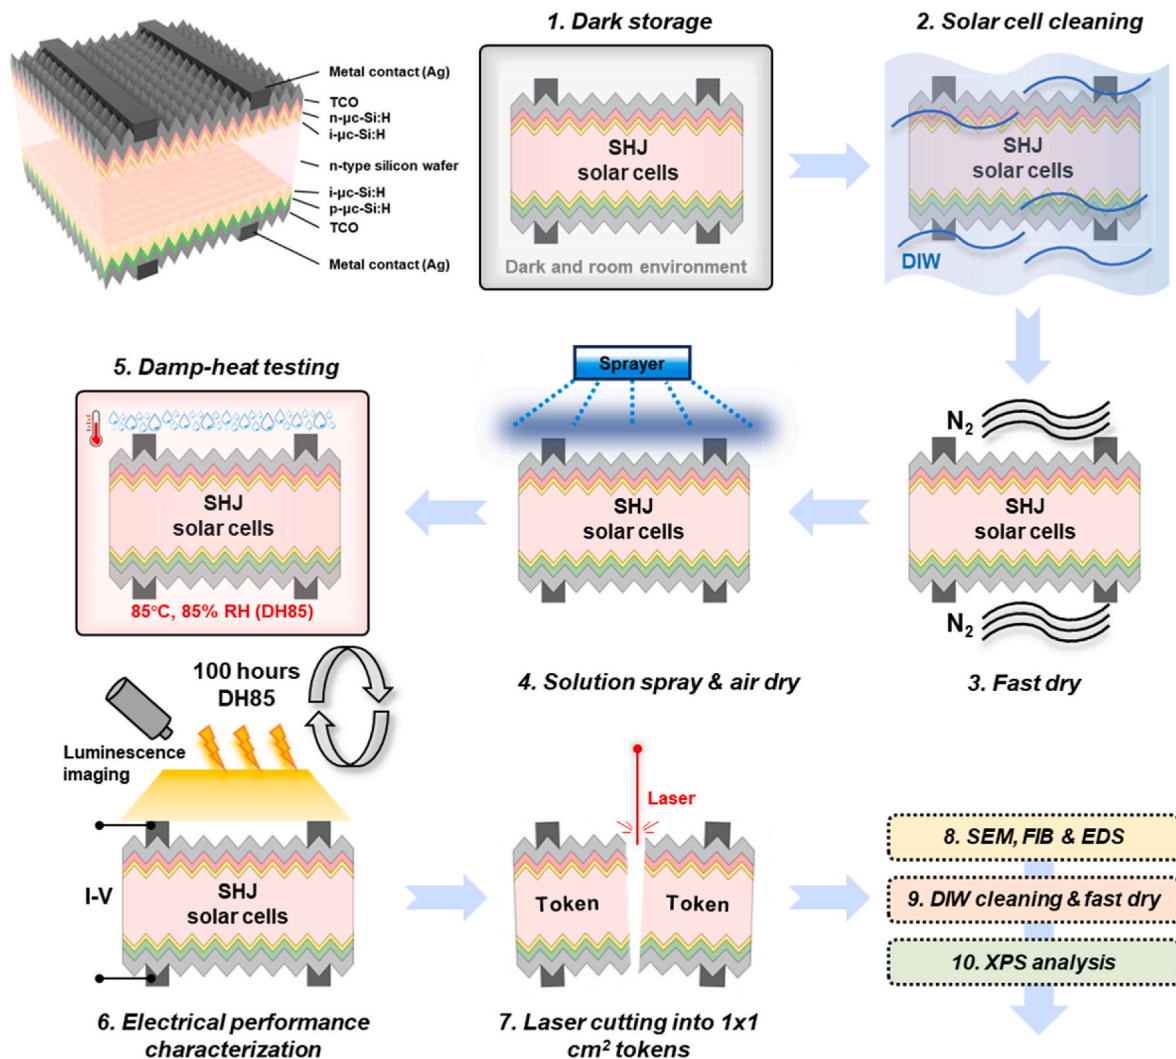 Metal contact (Ag)
TCO
n-μc-Si:H
i-μc-Si:H
n-type silicon wafer
i-μc-Si:H
p-μc-Si:H
TCO
Metal contact (Ag)
1. Dark storage
SHJ
solar cells
Dark and room environment
2. Solar cell cleaning
SHJ
solar cells
DIW
N2
SHJ
solar cells
N2
3. Fast dry
Sprayer
SHJ
solar cells
4. Solution spray & air dry
5. Damp-heat testing
SHJ
solar cells
85°C, 85% RH (DH85)
100 hours
DH85
Luminescence
imaging
I-V
SHJ
solar cells
6. Electrical performance
characterization
Laser
Token
Token
7. Laser cutting into 1x1
cm² tokens
8. SEM, FIB & EDS
9. DIW cleaning & fast dry
10. XPS analysis